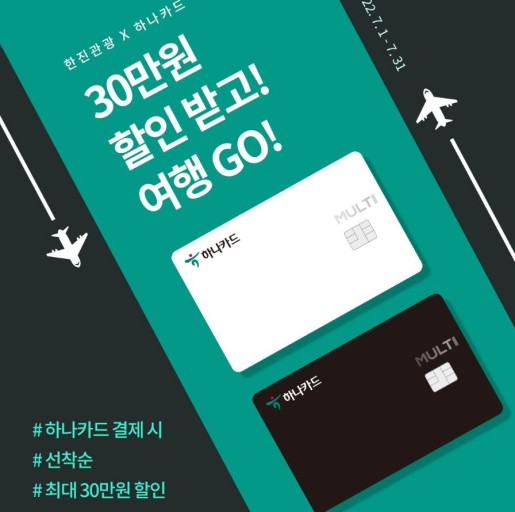 한진관광 X 하나카드
22.7.1 - 7.31
30만원
할인 받고!
여행 GO!
MULTI
하나카드
MULTI
하나카드
# 하나카드 결제 시
# 선착순
# 최대 30만원 할인